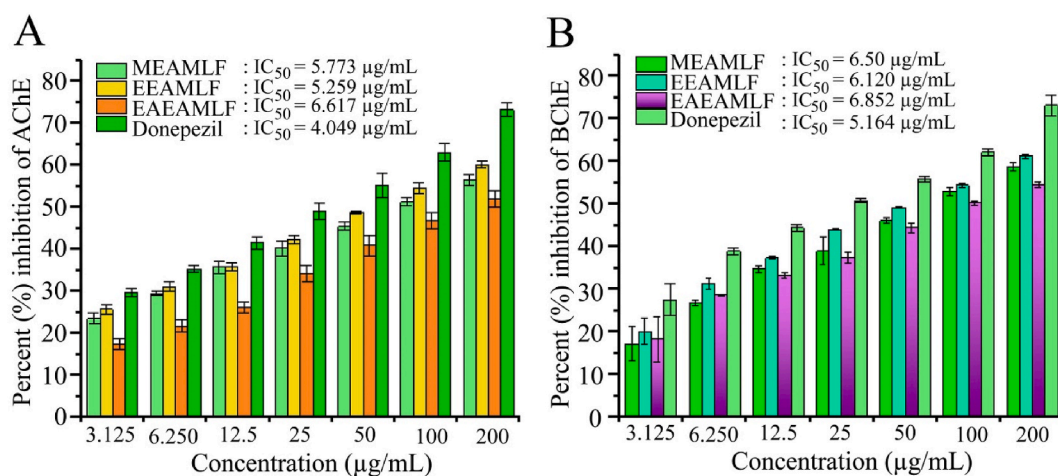 A
Percent (%) inhibition of AChE
80
70
60
50
40
30
20
10
0
MEAMLF : IC50 = 5.773 µg/mL
EEAMLF : IC50 = 5.259 µg/mL
EAEAMLF : IC50 = 6.617 µg/mL
Donepezil : IC50 = 4.049 µg/mL
3.125 6.250 12.5 25 50 100 200
Concentration (µg/mL)
B
Percent (%) inhibition of BChE
80
70
60
50
40
30
20
10
0
MEAMLF : IC50 = 6.50 µg/mL
EEAMLF : IC50 = 6.120 µg/mL
EAEAMLF : IC50 = 6.852 µg/mL
Donepezil : IC50 = 5.164 µg/mL
3.125 6.250 12.5 25 50 100 200
Concentration (µg/mL)